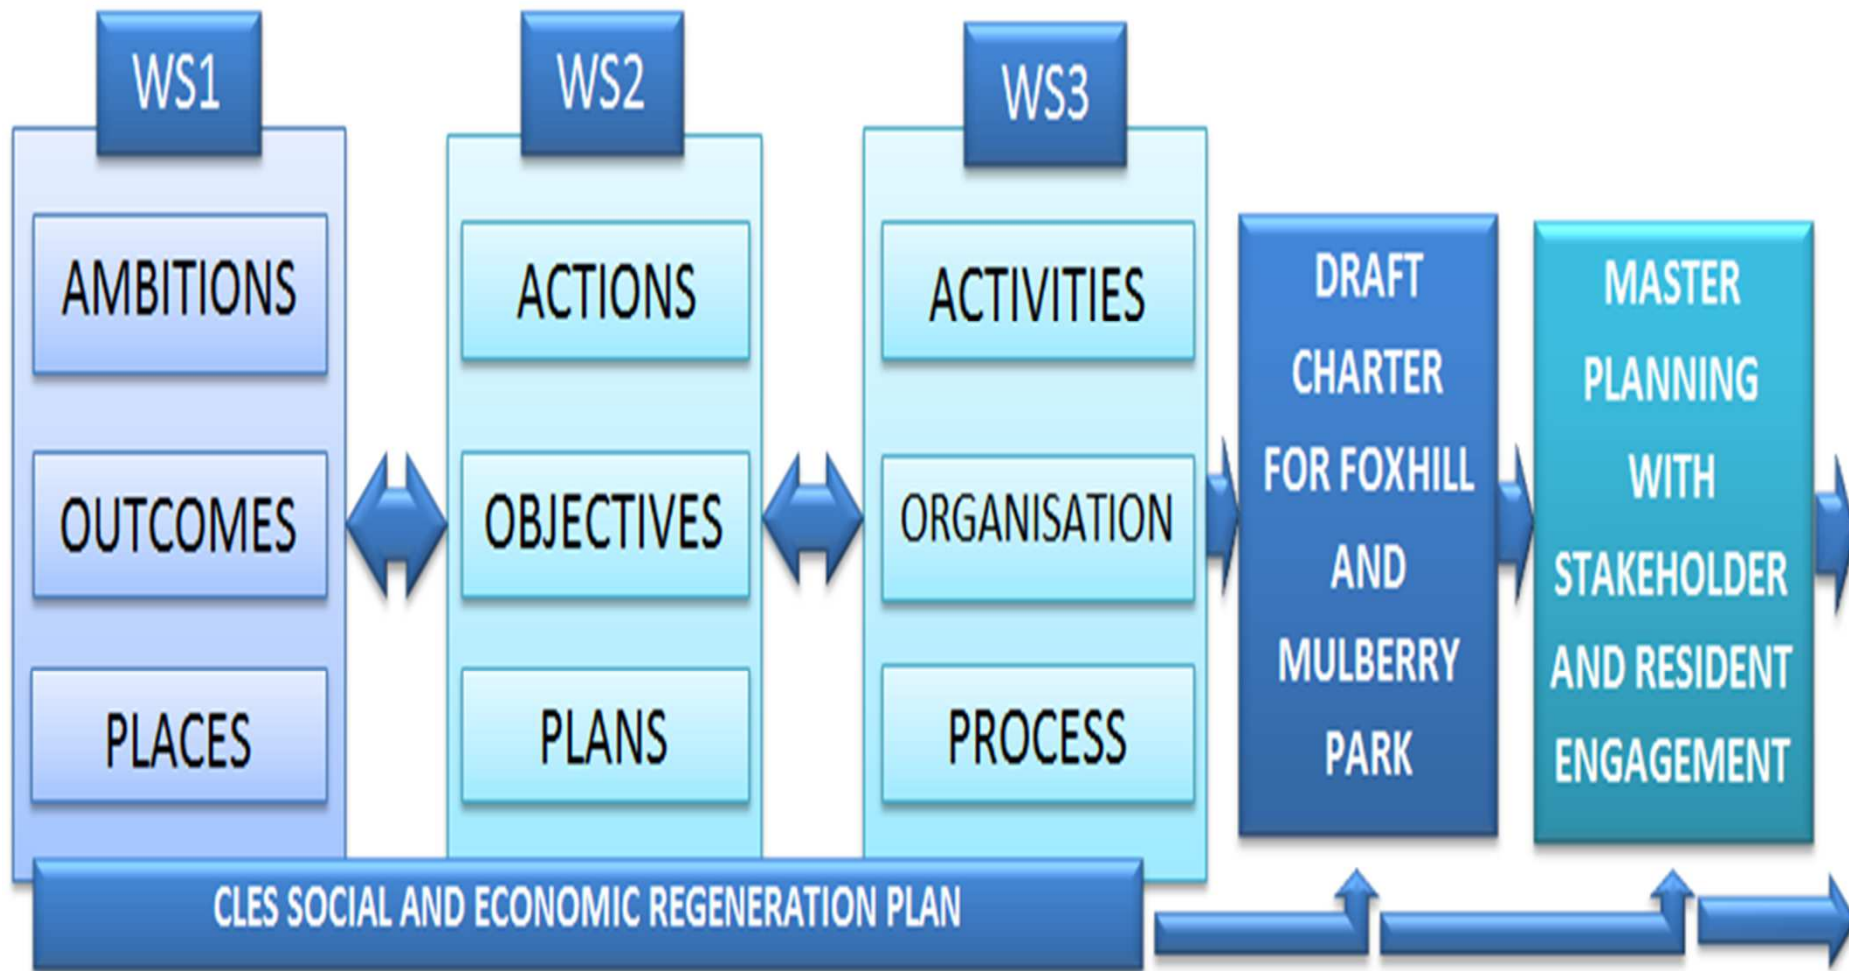 WS1
AMBITIONS
OUTCOMES
PLACES
WS2
ACTIONS
OBJECTIVES
PLANS
WS3
ACTIVITIES
ORGANISATION
PROCESS
DRAFT
CHARTER
FOR FOXHILL
AND
MULBERRY
PARK
MASTER
PLANNING
WITH
STAKEHOLDER
AND RESIDENT
ENGAGEMENT
CLES SOCIAL AND ECONOMIC REGENERATION PLAN